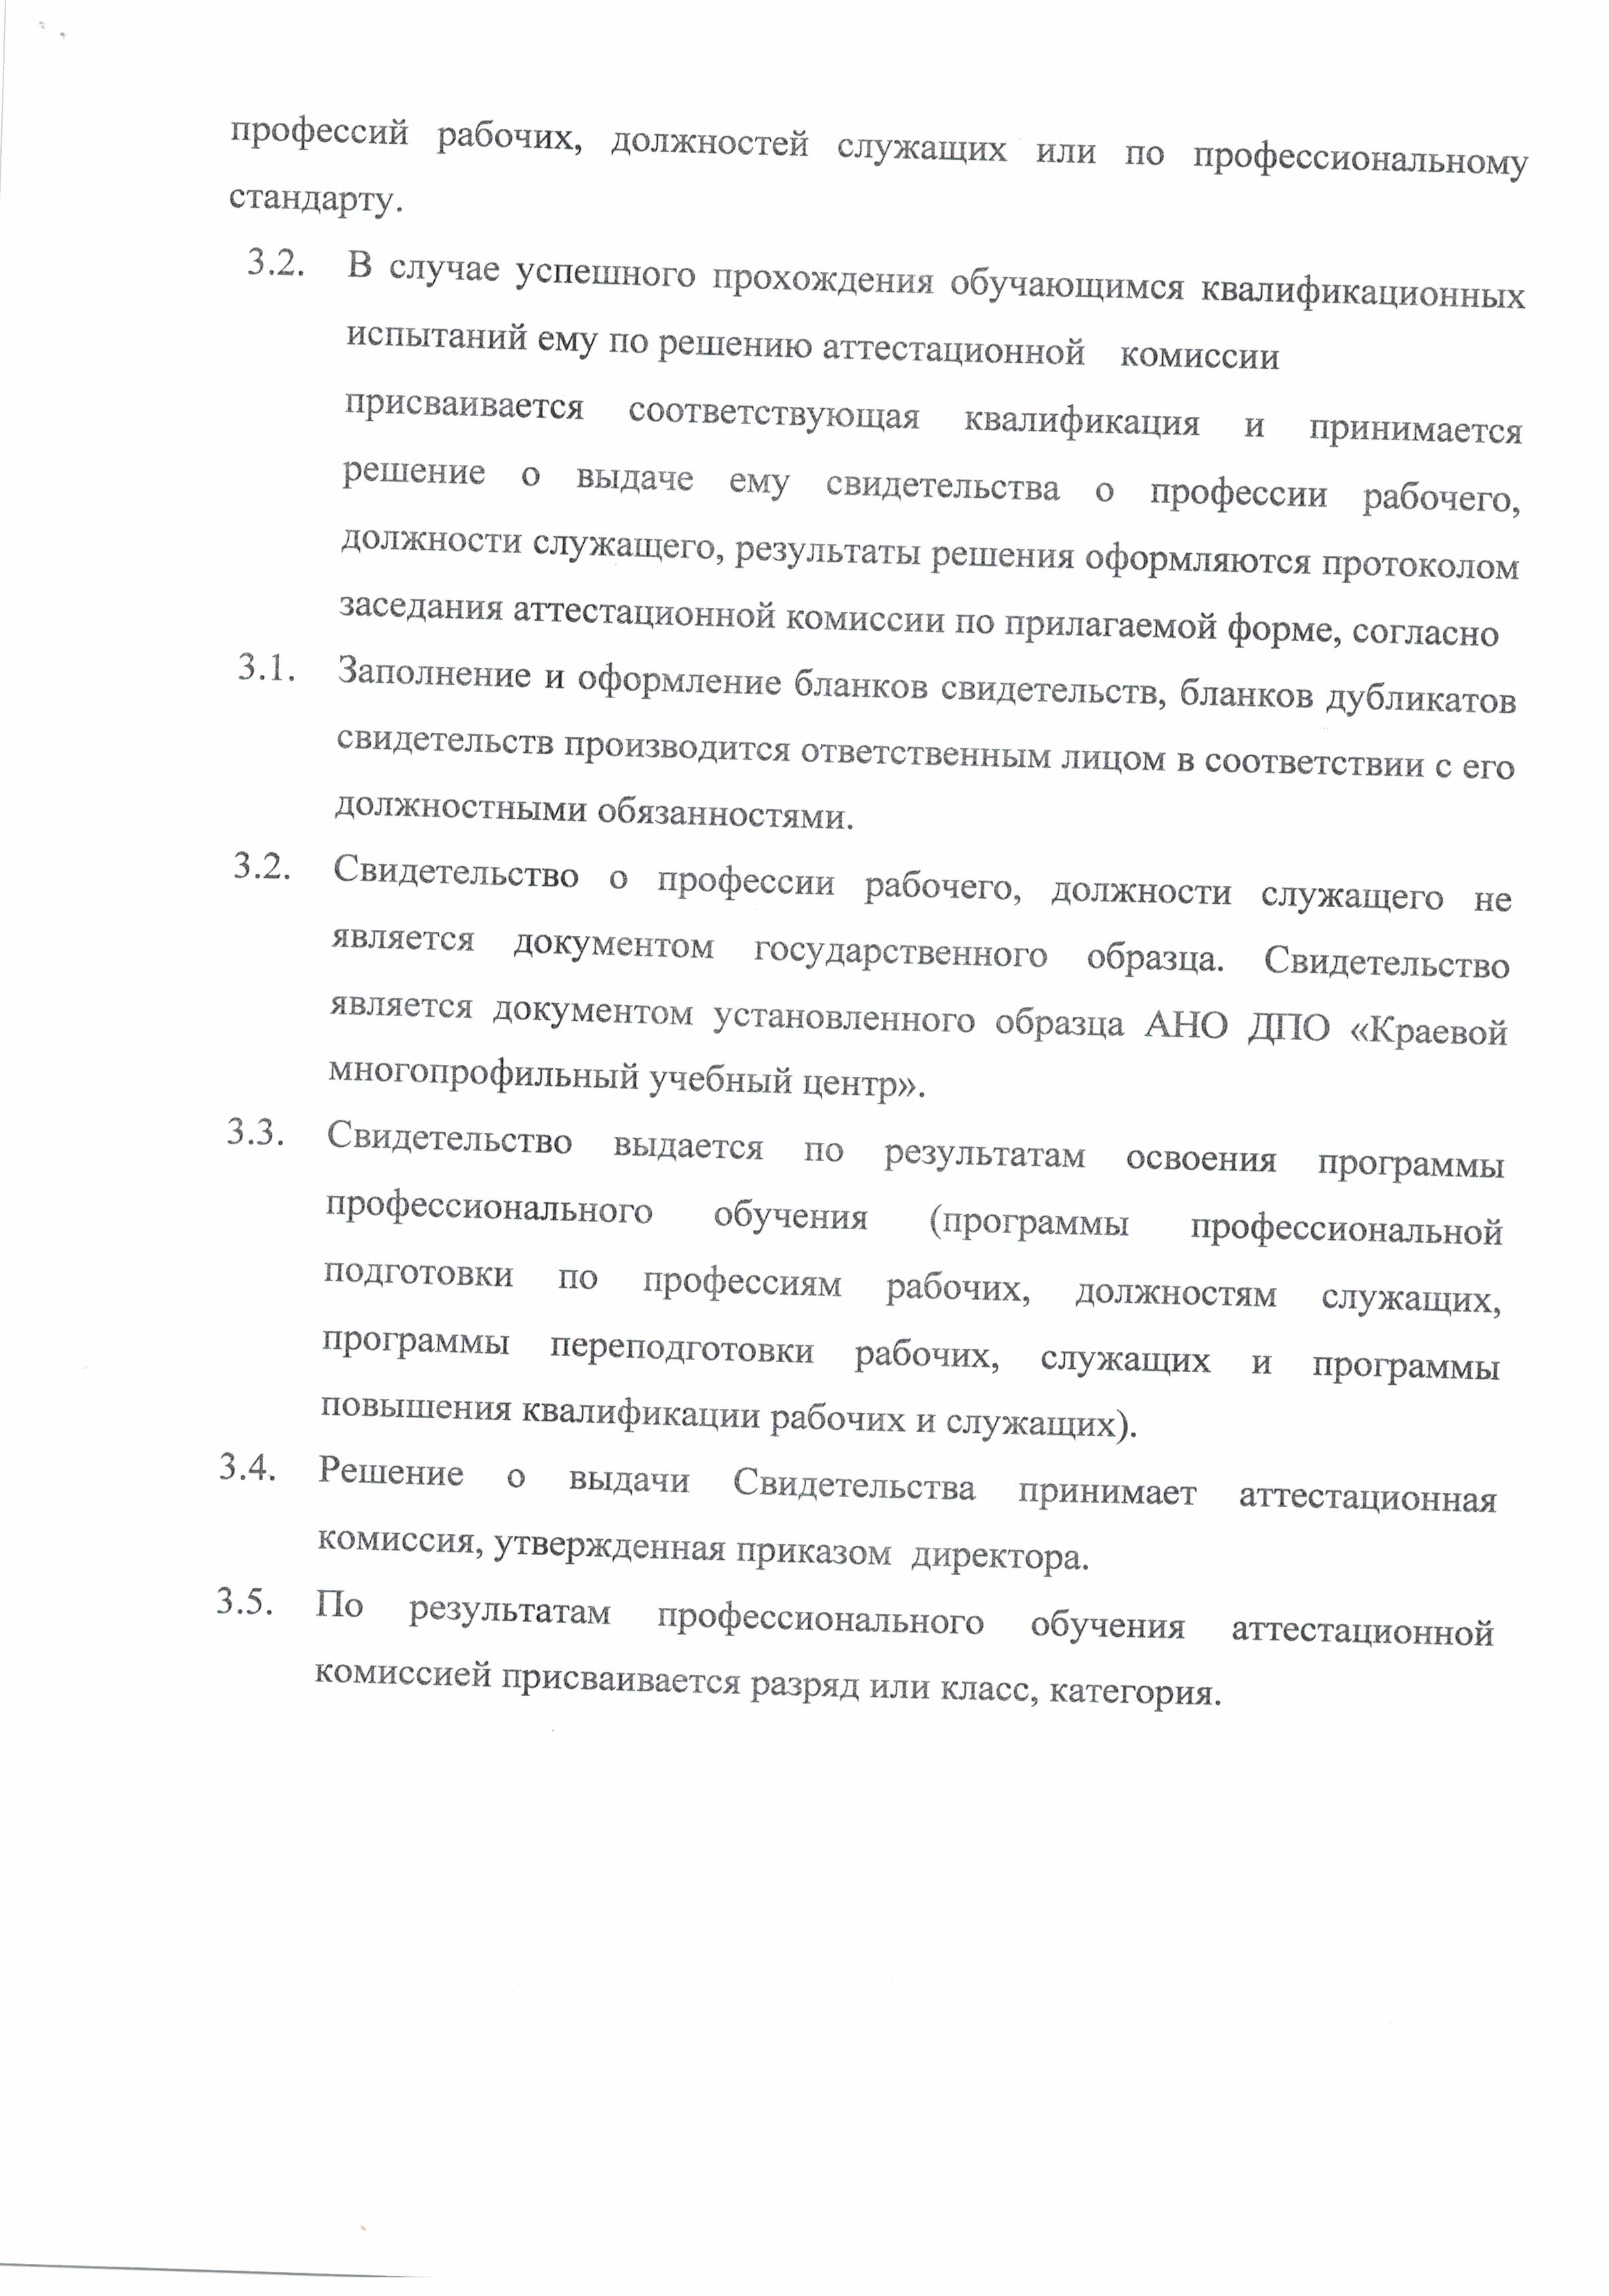 профессий рабочих, должностей служащих или по профессиональному
стандарту.
3.2. В случае успешного прохождения обучающимся квалификационных
испытаний ему по решению аттестационной комиссии
присваивается соответствующая квалификация и принимается
решение о выдаче ему свидетельства о профессии рабочего,
должности служащего, результаты решения оформляются протоколом
заседания аттестационной комиссии по прилагаемой форме, согласно
3.1. Заполнение и оформление бланков свидетельств, бланков дубликатов
свидетельств производится ответственным лицом в соответствии с его
должностными обязанностями.
3.2. Свидетельство о профессии рабочего, должности служащего не
является документом государственного образца. Свидетельство
является документом установленного образца АНО ДПО «Краевой
многопрофильный учебный центр».
3.3. Свидетельство выдается по результатам освоения программы
профессионального обучения (программы профессиональной
подготовки по профессиям рабочих, должностям служащих,
программы переподготовки рабочих, служащих и программы
повышения квалификации рабочих и служащих).
3.4. Решение о выдачи Свидетельства принимает аттестационная
комиссия, утвержденная приказом директора.
3.5. По результатам профессионального обучения аттестационной
комиссией присваивается разряд или класс, категория.